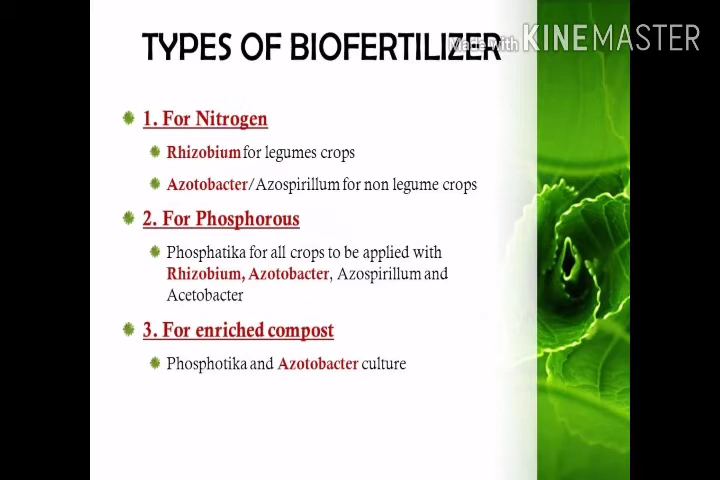 TYPES OF BIOFERTILIZER
Made with KINEMASTER
1. For Nitrogen
Rhizobium for legumes crops
Azotobacter/Azospirillum for non legume crops
2. For Phosphorous
Phosphatika for all crops to be applied with
Rhizobium, Azotobacter, Azospirillum and
Acetobacter
3. For enriched compost
Phosphotika and Azotobacter culture